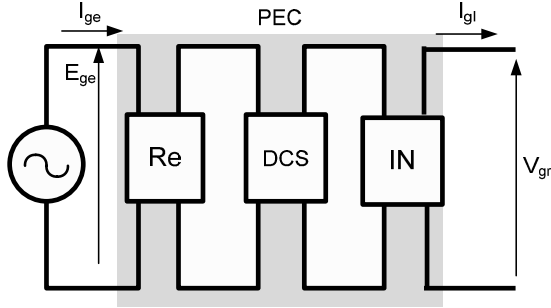 I_ge
PEC
I_gl
E_ge
Re
DCS
IN
V_gr